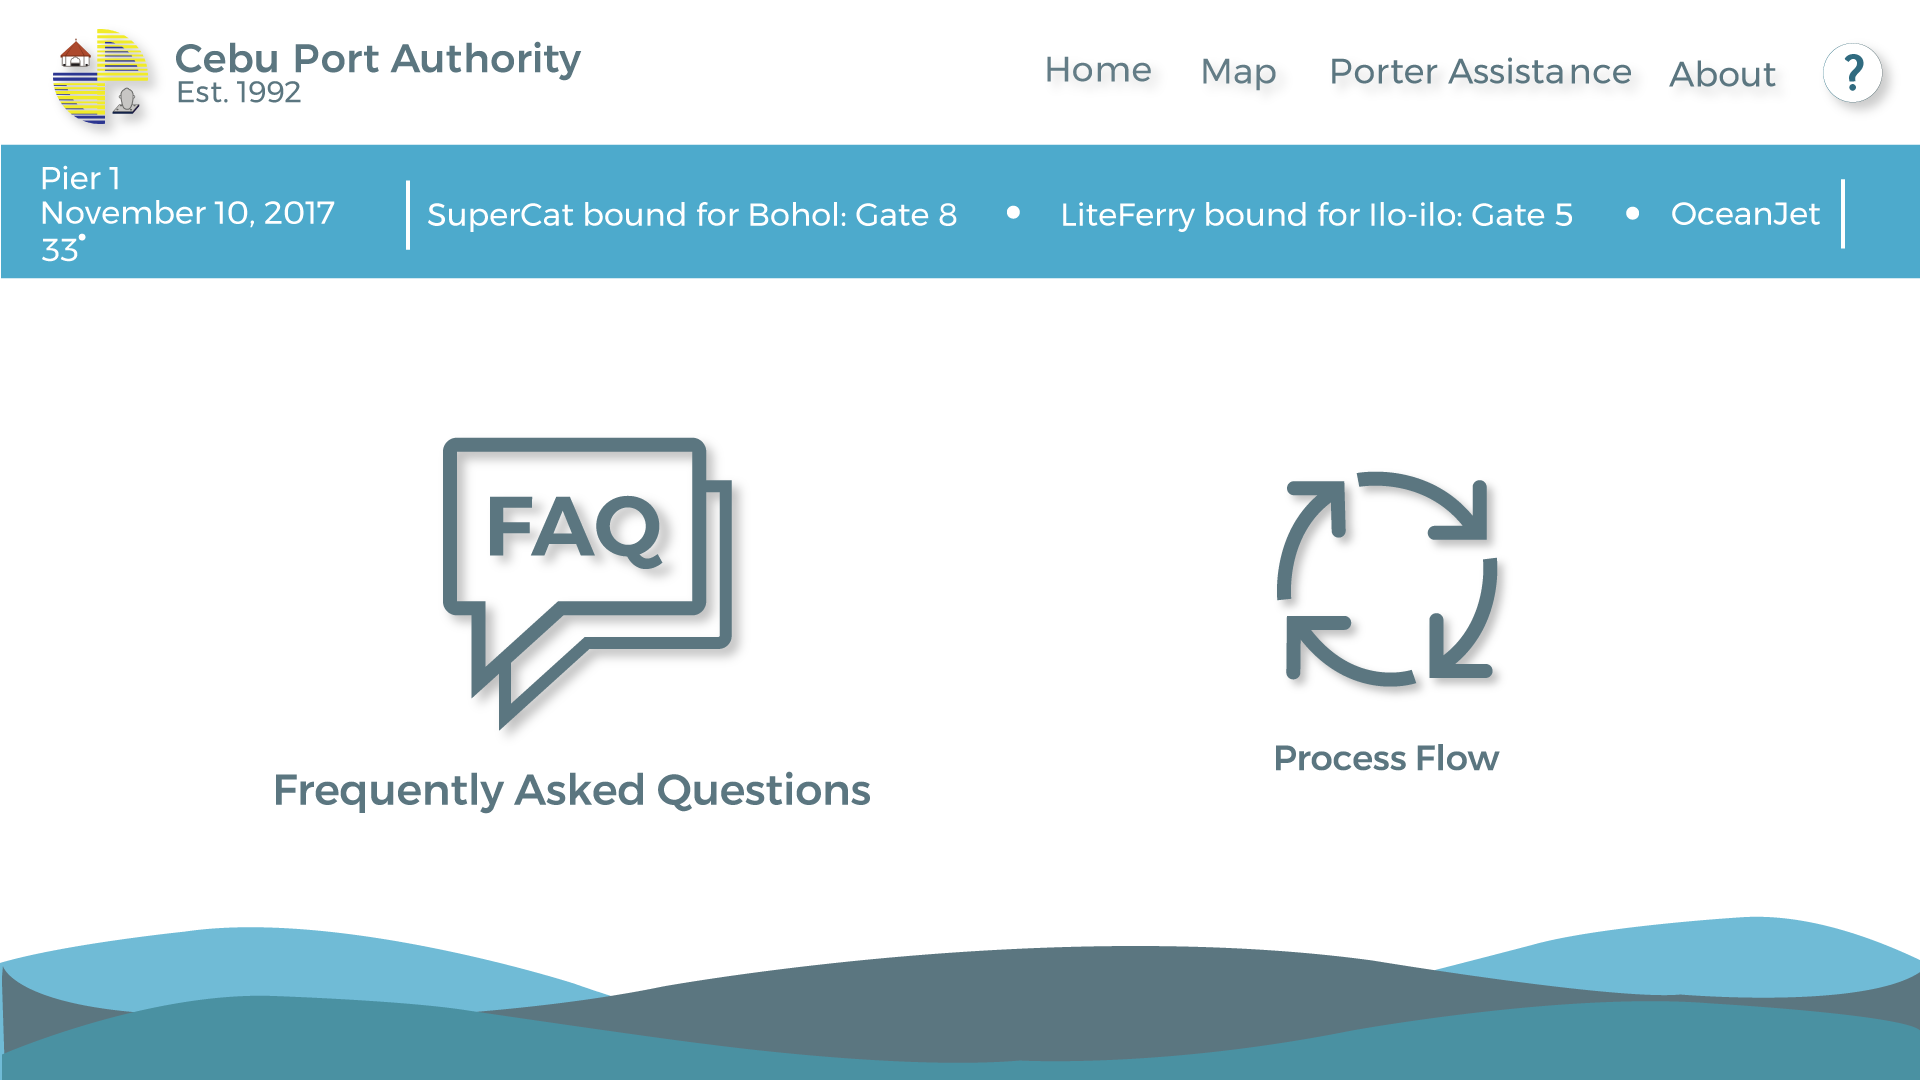 Cebu Port Authority
Est. 1992
Home
Map
Porter Assistance
About
?
Pier 1
November 10, 2017
33°
SuperCat bound for Bohol: Gate 8 • LiteFerry bound for Ilo-ilo: Gate 5 • OceanJet
FAQ
Frequently Asked Questions
Process Flow